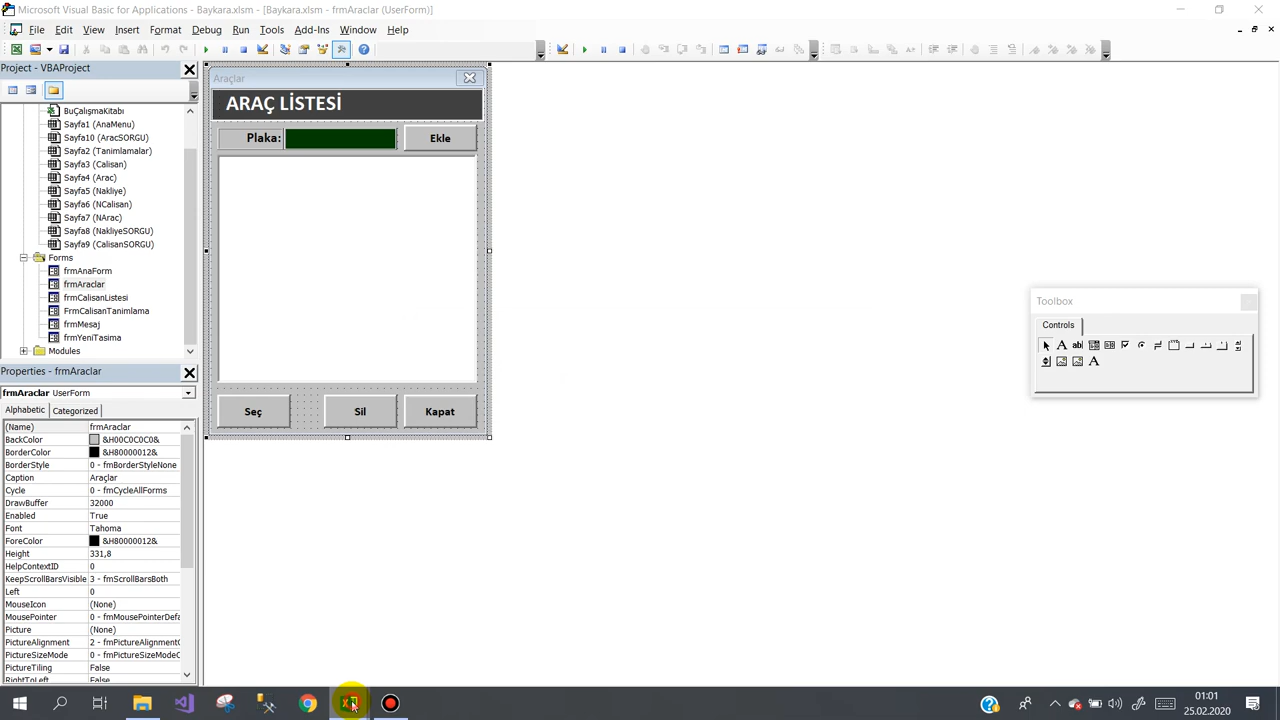 Microsoft Visual Basic for Applications - Baykara.xlsm - [Baykara.xlsm - frmAraclar (UserForm)]
File Edit View Insert Format Debug Run Tools Add-Ins Window Help
Project - VBAProject
BuÇalışmaKitabı
Sayfa1 (AnaMenu)
Sayfa10 (AracSORGU)
Sayfa2 (Tanimlamalar)
Sayfa3 (Calisan)
Sayfa4 (Arac)
Sayfa5 (Nakliye)
Sayfa6 (NCalisan)
Sayfa7 (NArac)
Sayfa8 (NakliyeSORGU)
Sayfa9 (CalisanSORGU)
Forms
frmAnaForm
frmAraclar
frmCalisanListesi
FrmCalisanTanimlama
frmMesaj
frmYeniTasima
Modules
Properties - frmAraclar
frmAraclar UserForm
Alphabetic Categorized
(Name) frmAraclar
BackColor &H00C0C0C0&
BorderColor &H80000012&
BorderStyle 0 - fmBorderStyleNone
Caption Araçlar
Cycle 0 - fmCycleAllForms
DrawBuffer 32000
Enabled True
Font Tahoma
ForeColor &H80000012&
Height 331,8
HelpContextID 0
KeepScrollBarsVisible 3 - fmScrollBarsBoth
Left 0
MouseIcon (None)
MousePointer 0 - fmMousePointerDefa
Picture (None)
PictureAlignment 2 - fmPictureAlignmentC
PictureSizeMode 0 - fmPictureSizeModeC
PictureTiling False
RightToLeft False
Araçlar
ARAÇ LİSTESİ
Plaka:
Ekle
Seç Sil Kapat
Toolbox
Controls
01:01
25.02.2020